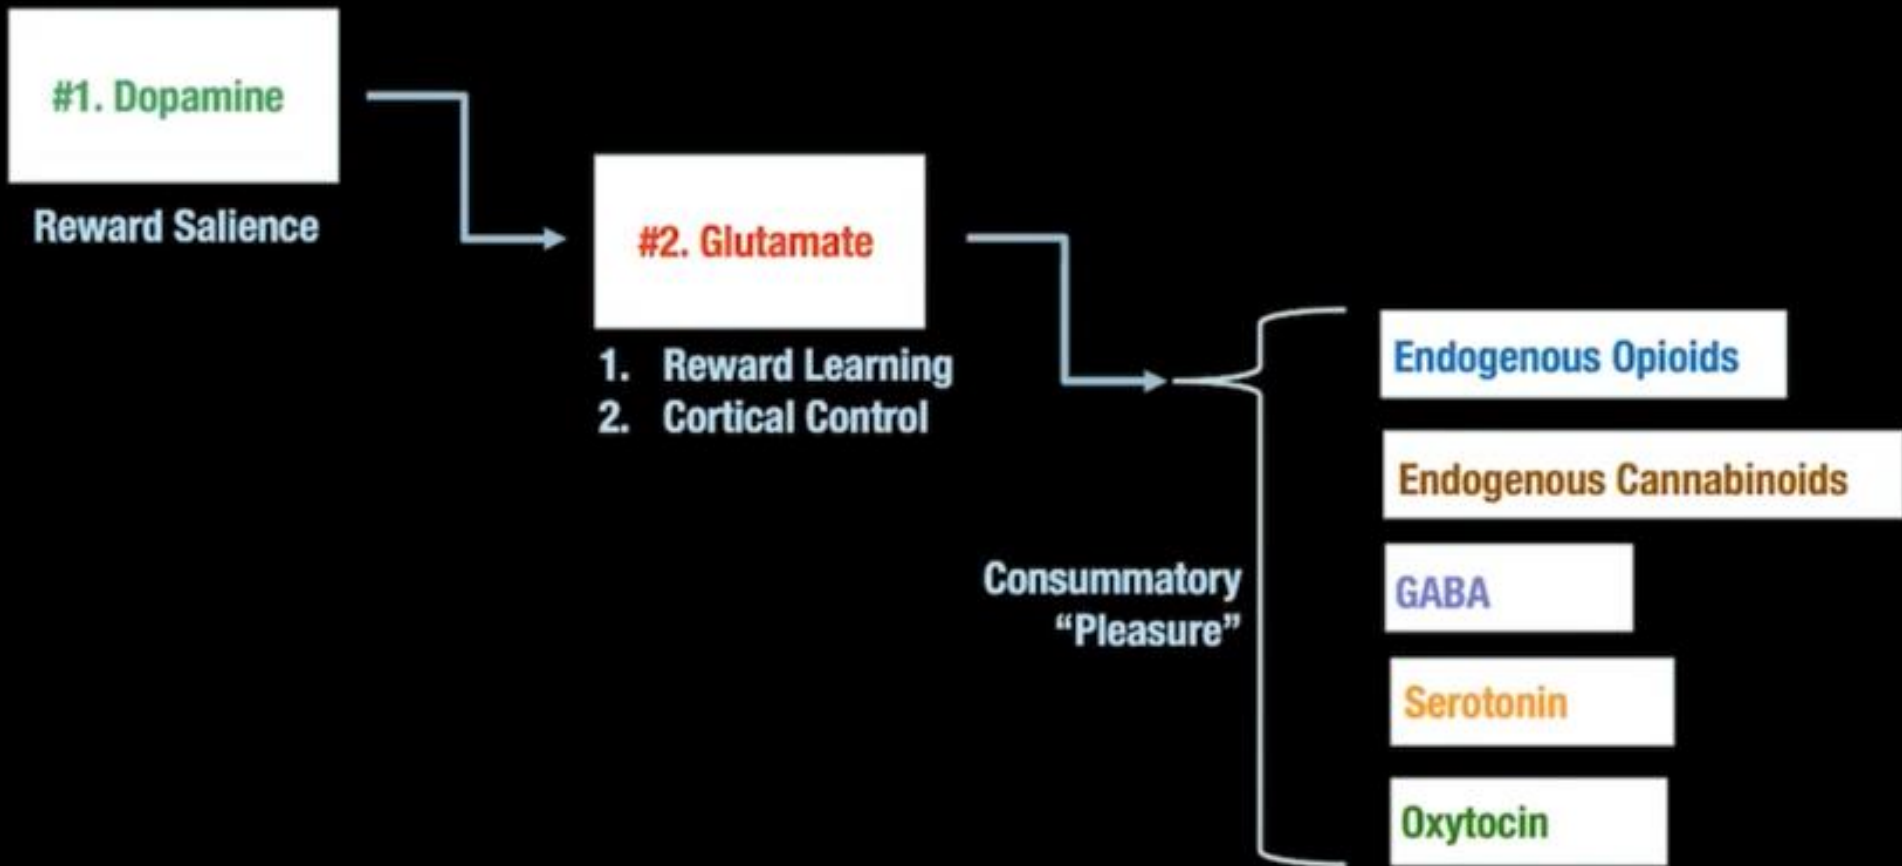 #1. Dopamine
Reward Salience
#2. Glutamate
1. Reward Learning
2. Cortical Control
Consummatory
“Pleasure”
Endogenous Opioids
Endogenous Cannabinoids
GABA
Serotonin
Oxytocin